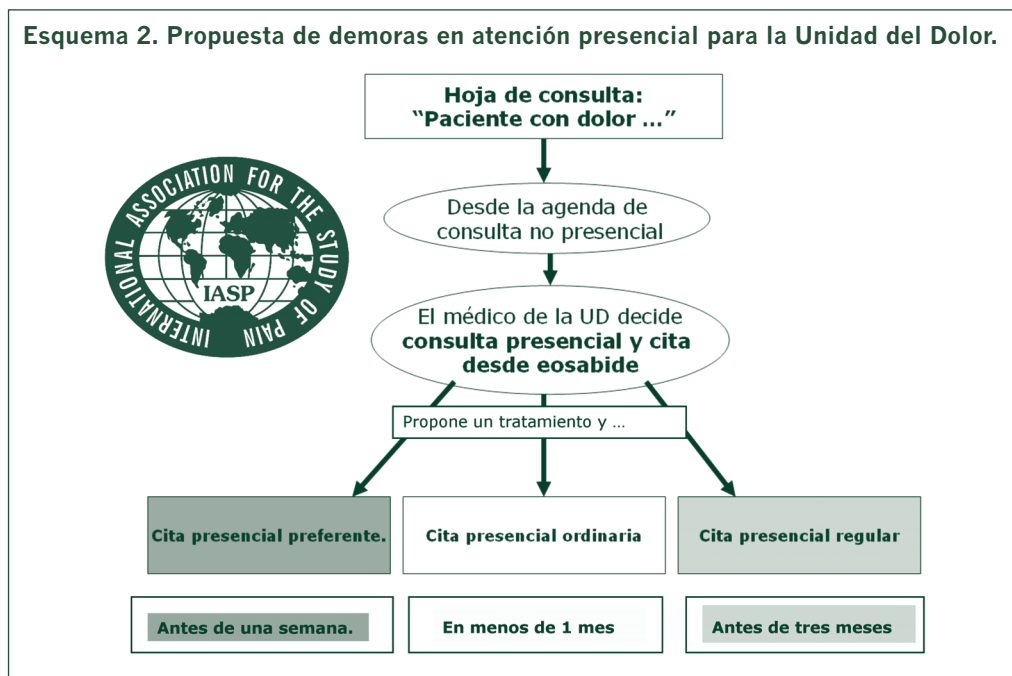 Esquema 2. Propuesta de demoras en atención presencial para la Unidad del Dolor.
Hoja de consulta:
“Paciente con dolor ...”
INTERNATIONAL ASSOCIATION FOR THE STUDY OF PAIN
IASP
Desde la agenda de
consulta no presencial
El médico de la UD decide
consulta presencial y cita
desde eosabide
Propone un tratamiento y ...
Cita presencial preferente.
Cita presencial ordinaria
Cita presencial regular
Antes de una semana.
En menos de 1 mes
Antes de tres meses